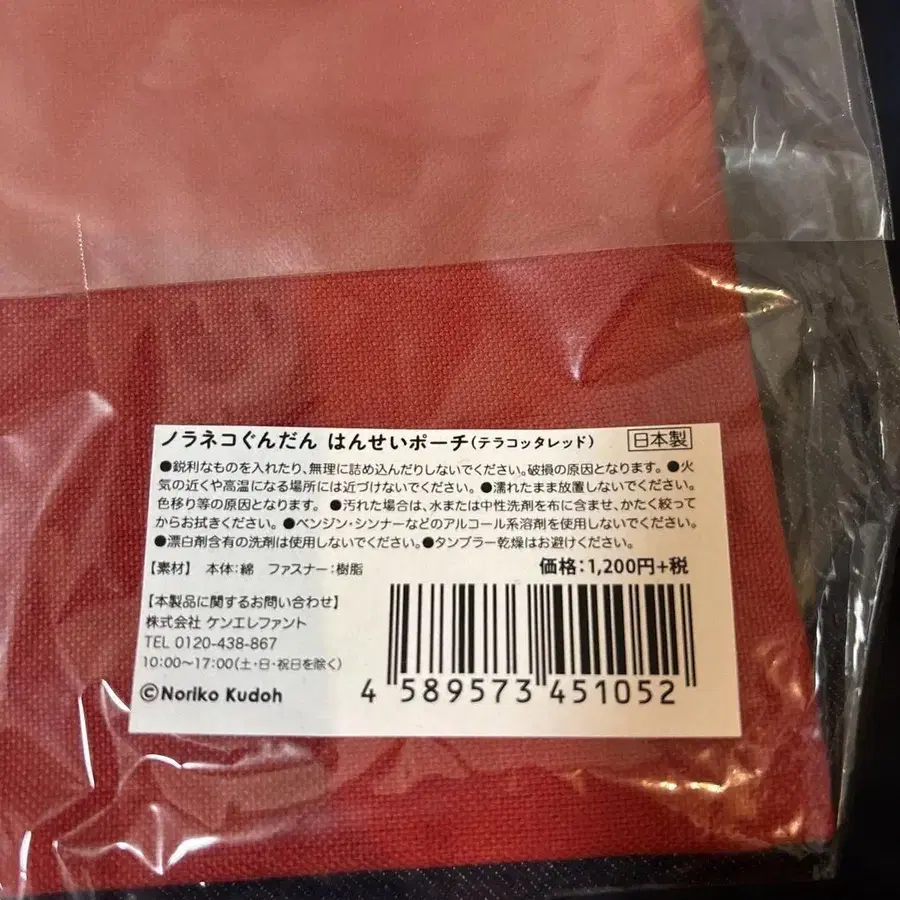 ノラネコぐんだん はんせいポーチ(テラコッタレッド) 日本製
●鋭利なものを入れたり、無理に詰め込んだりしないでください。破損の原因となります。●火
気の近くや高温になる場所には近づけないでください。●濡れたまま放置しないでください。
色移り等の原因となります。●汚れた場合は、水または中性洗剤を布に含ませ、かたく絞って
からお拭きください。●ベンジン・シンナーなどのアルコール系溶剤を使用しないでください。
●漂白剤含有の洗剤は使用しないでください。●タンブラー乾燥はお避けください。
【素材】 本体:綿 ファスナー:樹脂 価格:1,200円+税
【本製品に関するお問い合わせ】
株式会社 ケンエレファント
TEL 0120-438-867
10:00〜17:00(土・日・祝日を除く)
©Noriko Kudoh
4 589573 451052